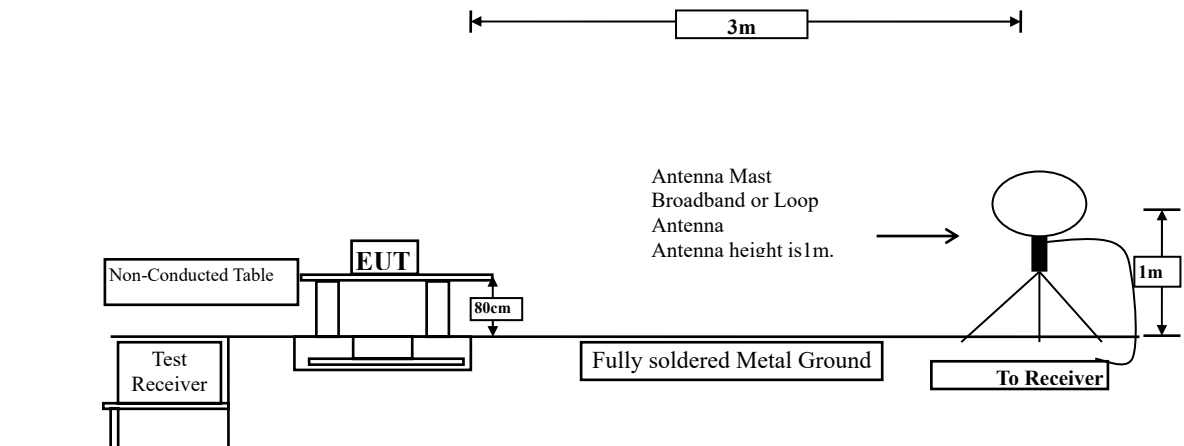 3m
Antenna Mast
Broadband or Loop
Antenna
Antenna height is1m.
EUT
Non-Conducted Table
1m
80cm
Test
Receiver
Fully soldered Metal Ground
To Receiver